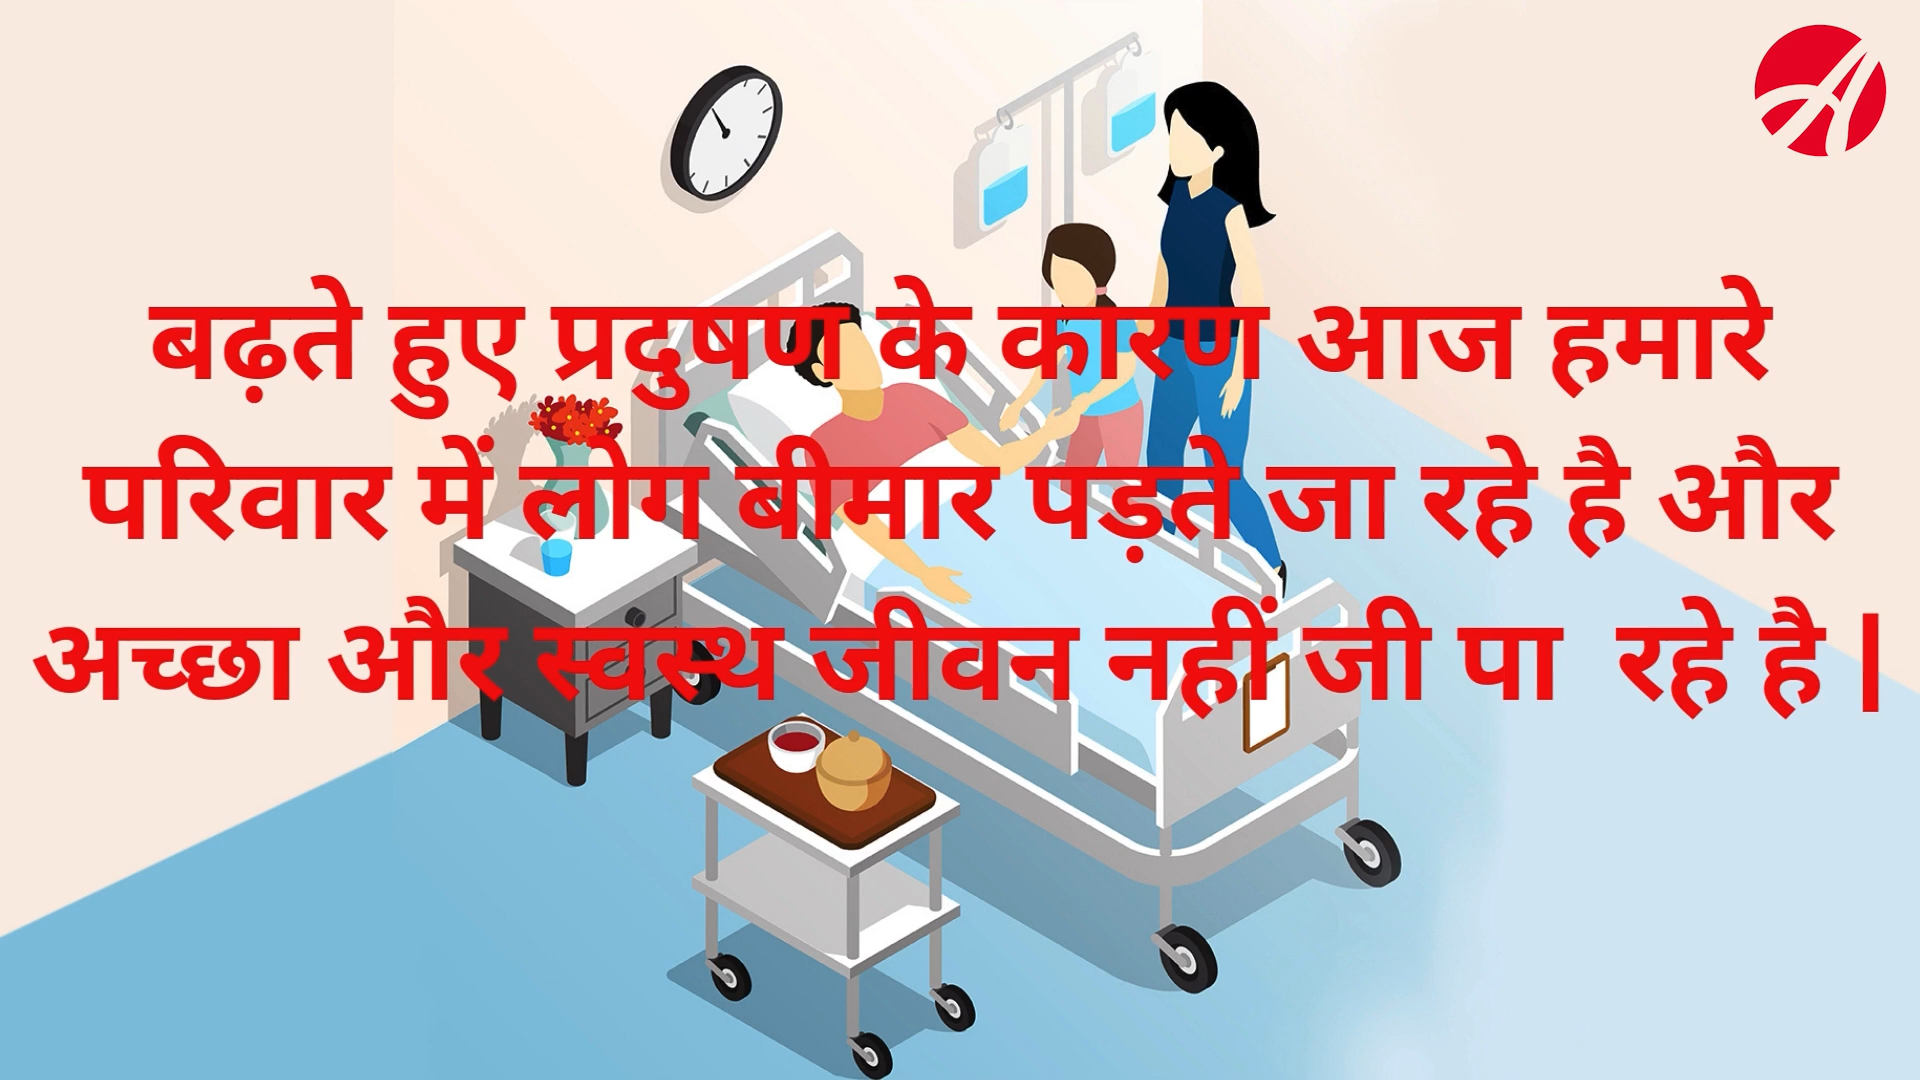 बढ़ते हुए प्रदुषण के कारण आज हमारे
परिवार में लोग बीमार पड़ते जा रहे है और
अच्छा और स्वस्थ जीवन नहीं जी पा  रहे है |